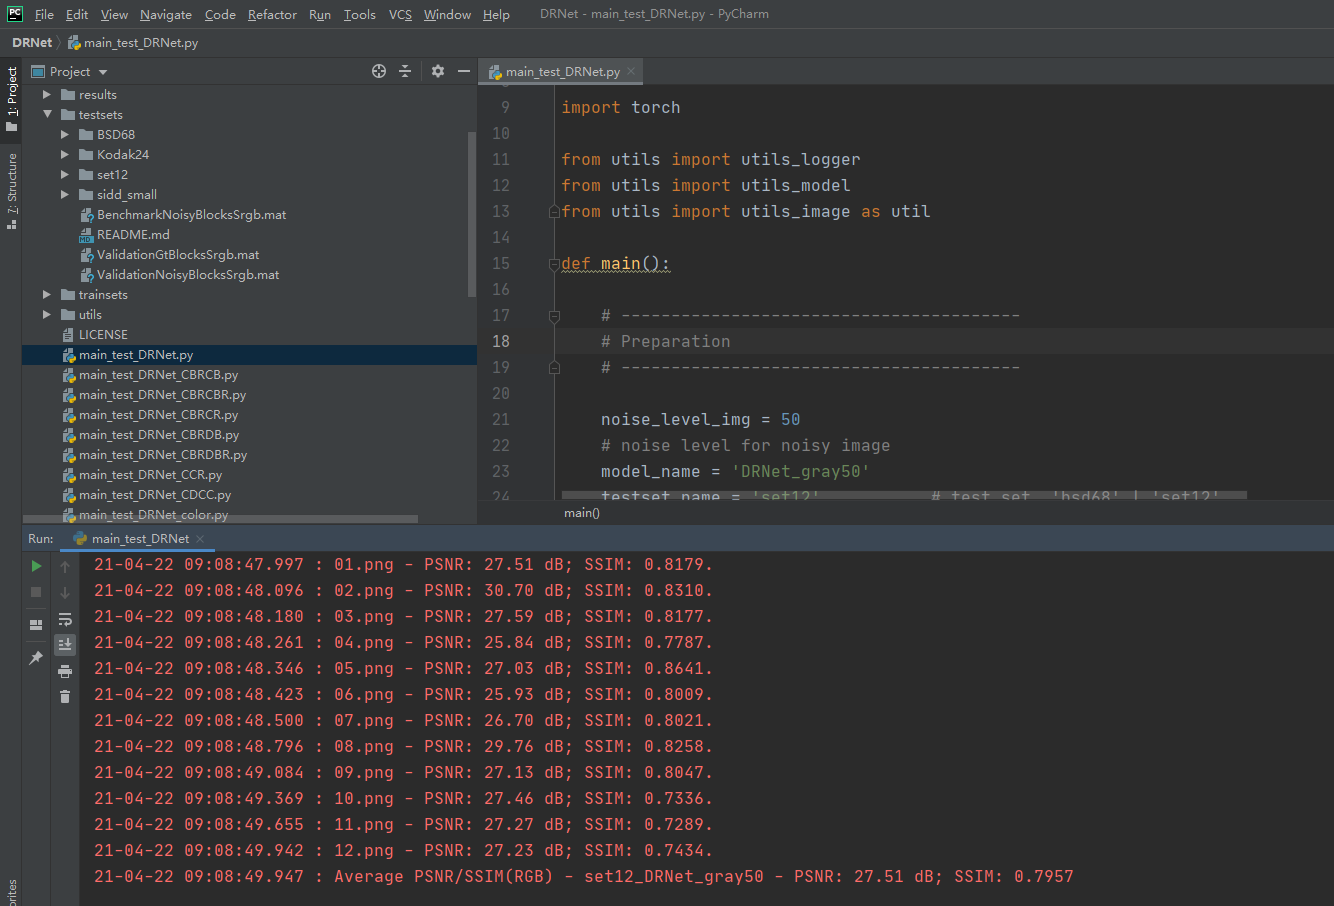 PC File Edit View Navigate Code Refactor Run Tools VCS Window Help DRNet - main_test_DRNet.py - PyCharm
DRNet main_test_DRNet.py
1: Project
7: Structure
Project
results
testsets
BSD68
Kodak24
set12
sidd_small
BenchmarkNoisyBlocksSrgb.mat
README.md
ValidationGtBlocksSrgb.mat
ValidationNoisyBlocksSrgb.mat
trainsets
utils
LICENSE
main_test_DRNet.py
main_test_DRNet_CBRCB.py
main_test_DRNet_CBRCBR.py
main_test_DRNet_CBRCR.py
main_test_DRNet_CBRDB.py
main_test_DRNet_CBRDBR.py
main_test_DRNet_CCR.py
main_test_DRNet_CDCC.py
main_test_DRNet_color.py
main_test_DRNet.py
9 import torch
10
11 from utils import utils_logger
12 from utils import utils_model
13 from utils import utils_image as util
14
15 def main():
16
17 # ----------------------------------------
18 # Preparation
19 # ----------------------------------------
20
21 noise_level_img = 50
22 # noise level for noisy image
23 model_name = 'DRNet_gray50'
24 testset_name = 'set12' # test set, 'bsd68' | 'set12'
main()
Run: main_test_DRNet
21-04-22 09:08:47.997 : 01.png - PSNR: 27.51 dB; SSIM: 0.8179.
21-04-22 09:08:48.096 : 02.png - PSNR: 30.70 dB; SSIM: 0.8310.
21-04-22 09:08:48.180 : 03.png - PSNR: 27.59 dB; SSIM: 0.8177.
21-04-22 09:08:48.261 : 04.png - PSNR: 25.84 dB; SSIM: 0.7787.
21-04-22 09:08:48.346 : 05.png - PSNR: 27.03 dB; SSIM: 0.8641.
21-04-22 09:08:48.423 : 06.png - PSNR: 25.93 dB; SSIM: 0.8009.
21-04-22 09:08:48.500 : 07.png - PSNR: 26.70 dB; SSIM: 0.8021.
21-04-22 09:08:48.796 : 08.png - PSNR: 29.76 dB; SSIM: 0.8258.
21-04-22 09:08:49.084 : 09.png - PSNR: 27.13 dB; SSIM: 0.8047.
21-04-22 09:08:49.369 : 10.png - PSNR: 27.46 dB; SSIM: 0.7336.
21-04-22 09:08:49.655 : 11.png - PSNR: 27.27 dB; SSIM: 0.7289.
21-04-22 09:08:49.942 : 12.png - PSNR: 27.23 dB; SSIM: 0.7434.
21-04-22 09:08:49.947 : Average PSNR/SSIM(RGB) - set12_DRNet_gray50 - PSNR: 27.51 dB; SSIM: 0.7957